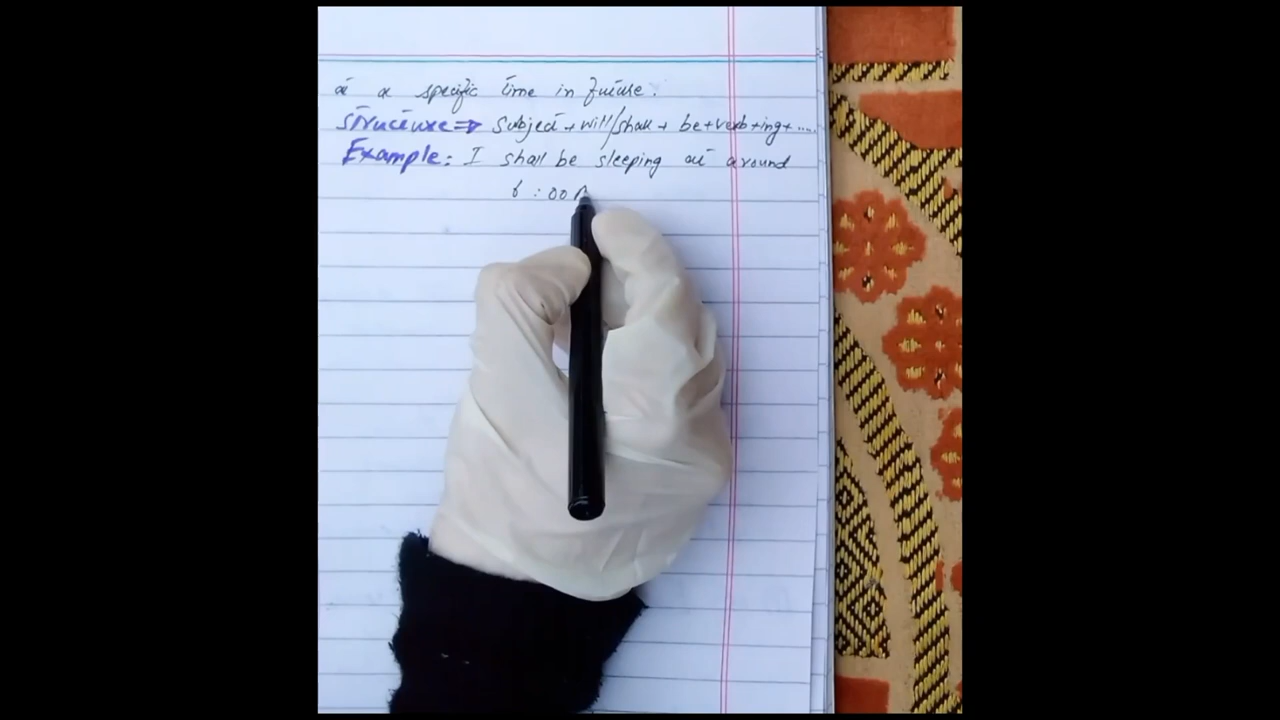 at a specific time in future.
Structure⇒ Subject + will/shall + be+verb+ing+....
Example: I shall be sleeping at around
6:00